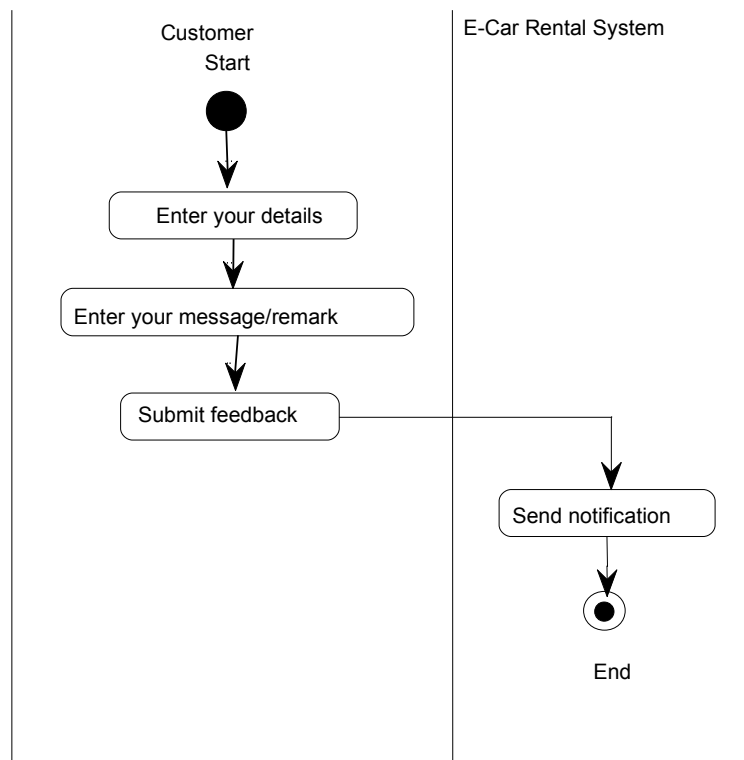 Customer
Start
E-Car Rental System
Enter your details
Enter your message/remark
Submit feedback
Send notification
End